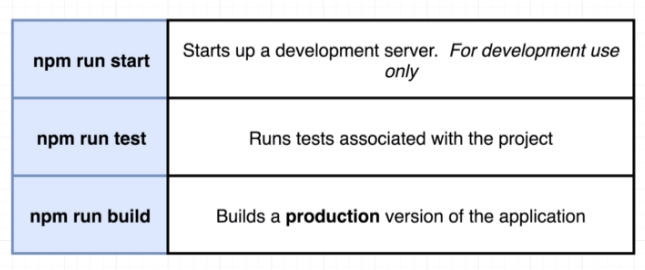 npm run start
Starts up a development server.  For development use
only
npm run test
Runs tests associated with the project
npm run build
Builds a production version of the application